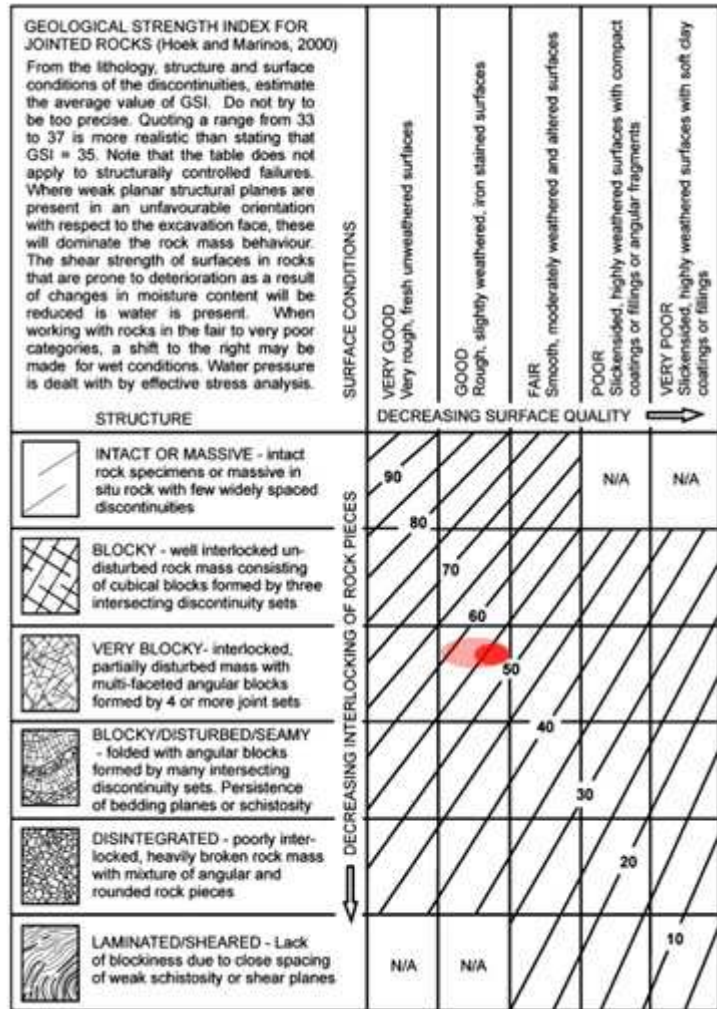 GEOLOGICAL STRENGTH INDEX FOR
JOINTED ROCKS (Hoek and Marinos, 2000)
From the lithology, structure and surface
conditions of the discontinuities, estimate
the average value of GSI. Do not try to
be too precise. Quoting a range from 33
to 37 is more realistic than stating that
GSI = 35. Note that the table does not
apply to structurally controlled failures.
Where weak planar structural planes are
present in an unfavourable orientation
with respect to the excavation face, these
will dominate the rock mass behaviour.
The shear strength of surfaces in rocks
that are prone to deterioration as a result
of changes in moisture content will be
reduced is water is present. When
working with rocks in the fair to very poor
categories, a shift to the right may be
made for wet conditions. Water pressure
is dealt with by effective stress analysis.
STRUCTURE
SURFACE CONDITIONS
VERY GOOD
Very rough, fresh unweathered surfaces
GOOD
Rough, slightly weathered, iron stained surfaces
FAIR
Smooth, moderately weathered and altered surfaces
POOR
Slickensided, highly weathered surfaces with compact
coatings or fillings or angular fragments
VERY POOR
Slickensided, highly weathered surfaces with soft clay
coatings or fillings
DECREASING SURFACE QUALITY
DECREASING INTERLOCKING OF ROCK PIECES
INTACT OR MASSIVE - intact
rock specimens or massive in
situ rock with few widely spaced
discontinuities
BLOCKY - well interlocked un-
disturbed rock mass consisting
of cubical blocks formed by three
intersecting discontinuity sets
VERY BLOCKY- interlocked,
partially disturbed mass with
multi-faceted angular blocks
formed by 4 or more joint sets
BLOCKY/DISTURBED/SEAMY
- folded with angular blocks
formed by many intersecting
discontinuity sets. Persistence
of bedding planes or schistosity
DISINTEGRATED - poorly inter-
locked, heavily broken rock mass
with mixture of angular and
rounded rock pieces
LAMINATED/SHEARED - Lack
of blockiness due to close spacing
of weak schistosity or shear planes
90
80
70
60
50
40
30
20
10
N/A
N/A
N/A
N/A